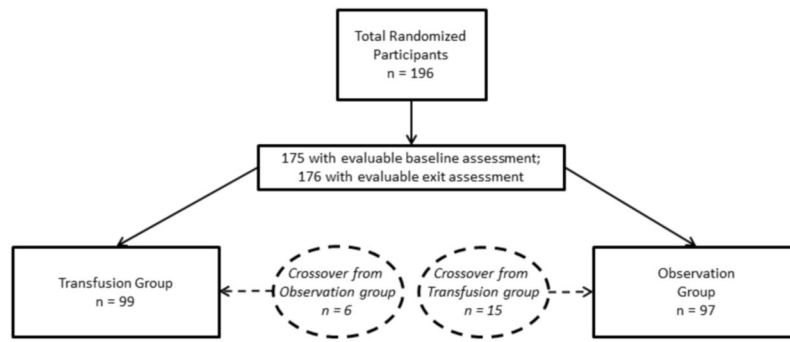 Total Randomized
Participants
n = 196
175 with evaluable baseline assessment;
176 with evaluable exit assessment
Transfusion Group
n = 99
Crossover from
Observation group
n = 6
Crossover from
Transfusion group
n = 15
Observation
Group
n = 97